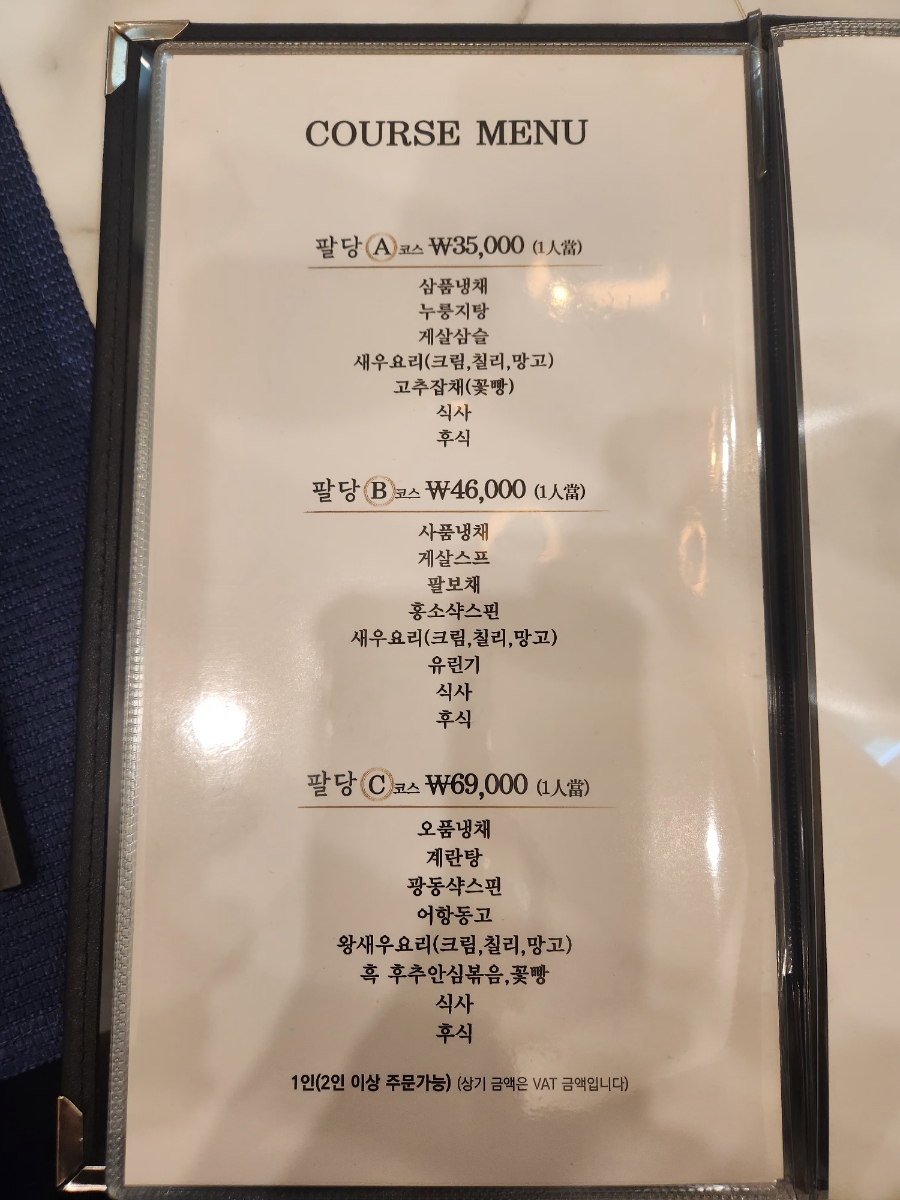 COURSE MENU
팔당 A 코스 ₩35,000 (1人當)
삼품냉채
누룽지탕
게살삼슬
새우요리(크림,칠리,망고)
고추잡채(꽃빵)
식사
후식
팔당 B 코스 ₩46,000 (1人當)
사품냉채
게살스프
팔보채
홍소샥스핀
새우요리(크림,칠리,망고)
유린기
식사
후식
팔당 C 코스 ₩69,000 (1人當)
오품냉채
계란탕
광동샥스핀
어항동고
왕새우요리(크림,칠리,망고)
흑 후추안심볶음,꽃빵
식사
후식
1인(2인 이상 주문가능) (상기 금액은 VAT 금액입니다)